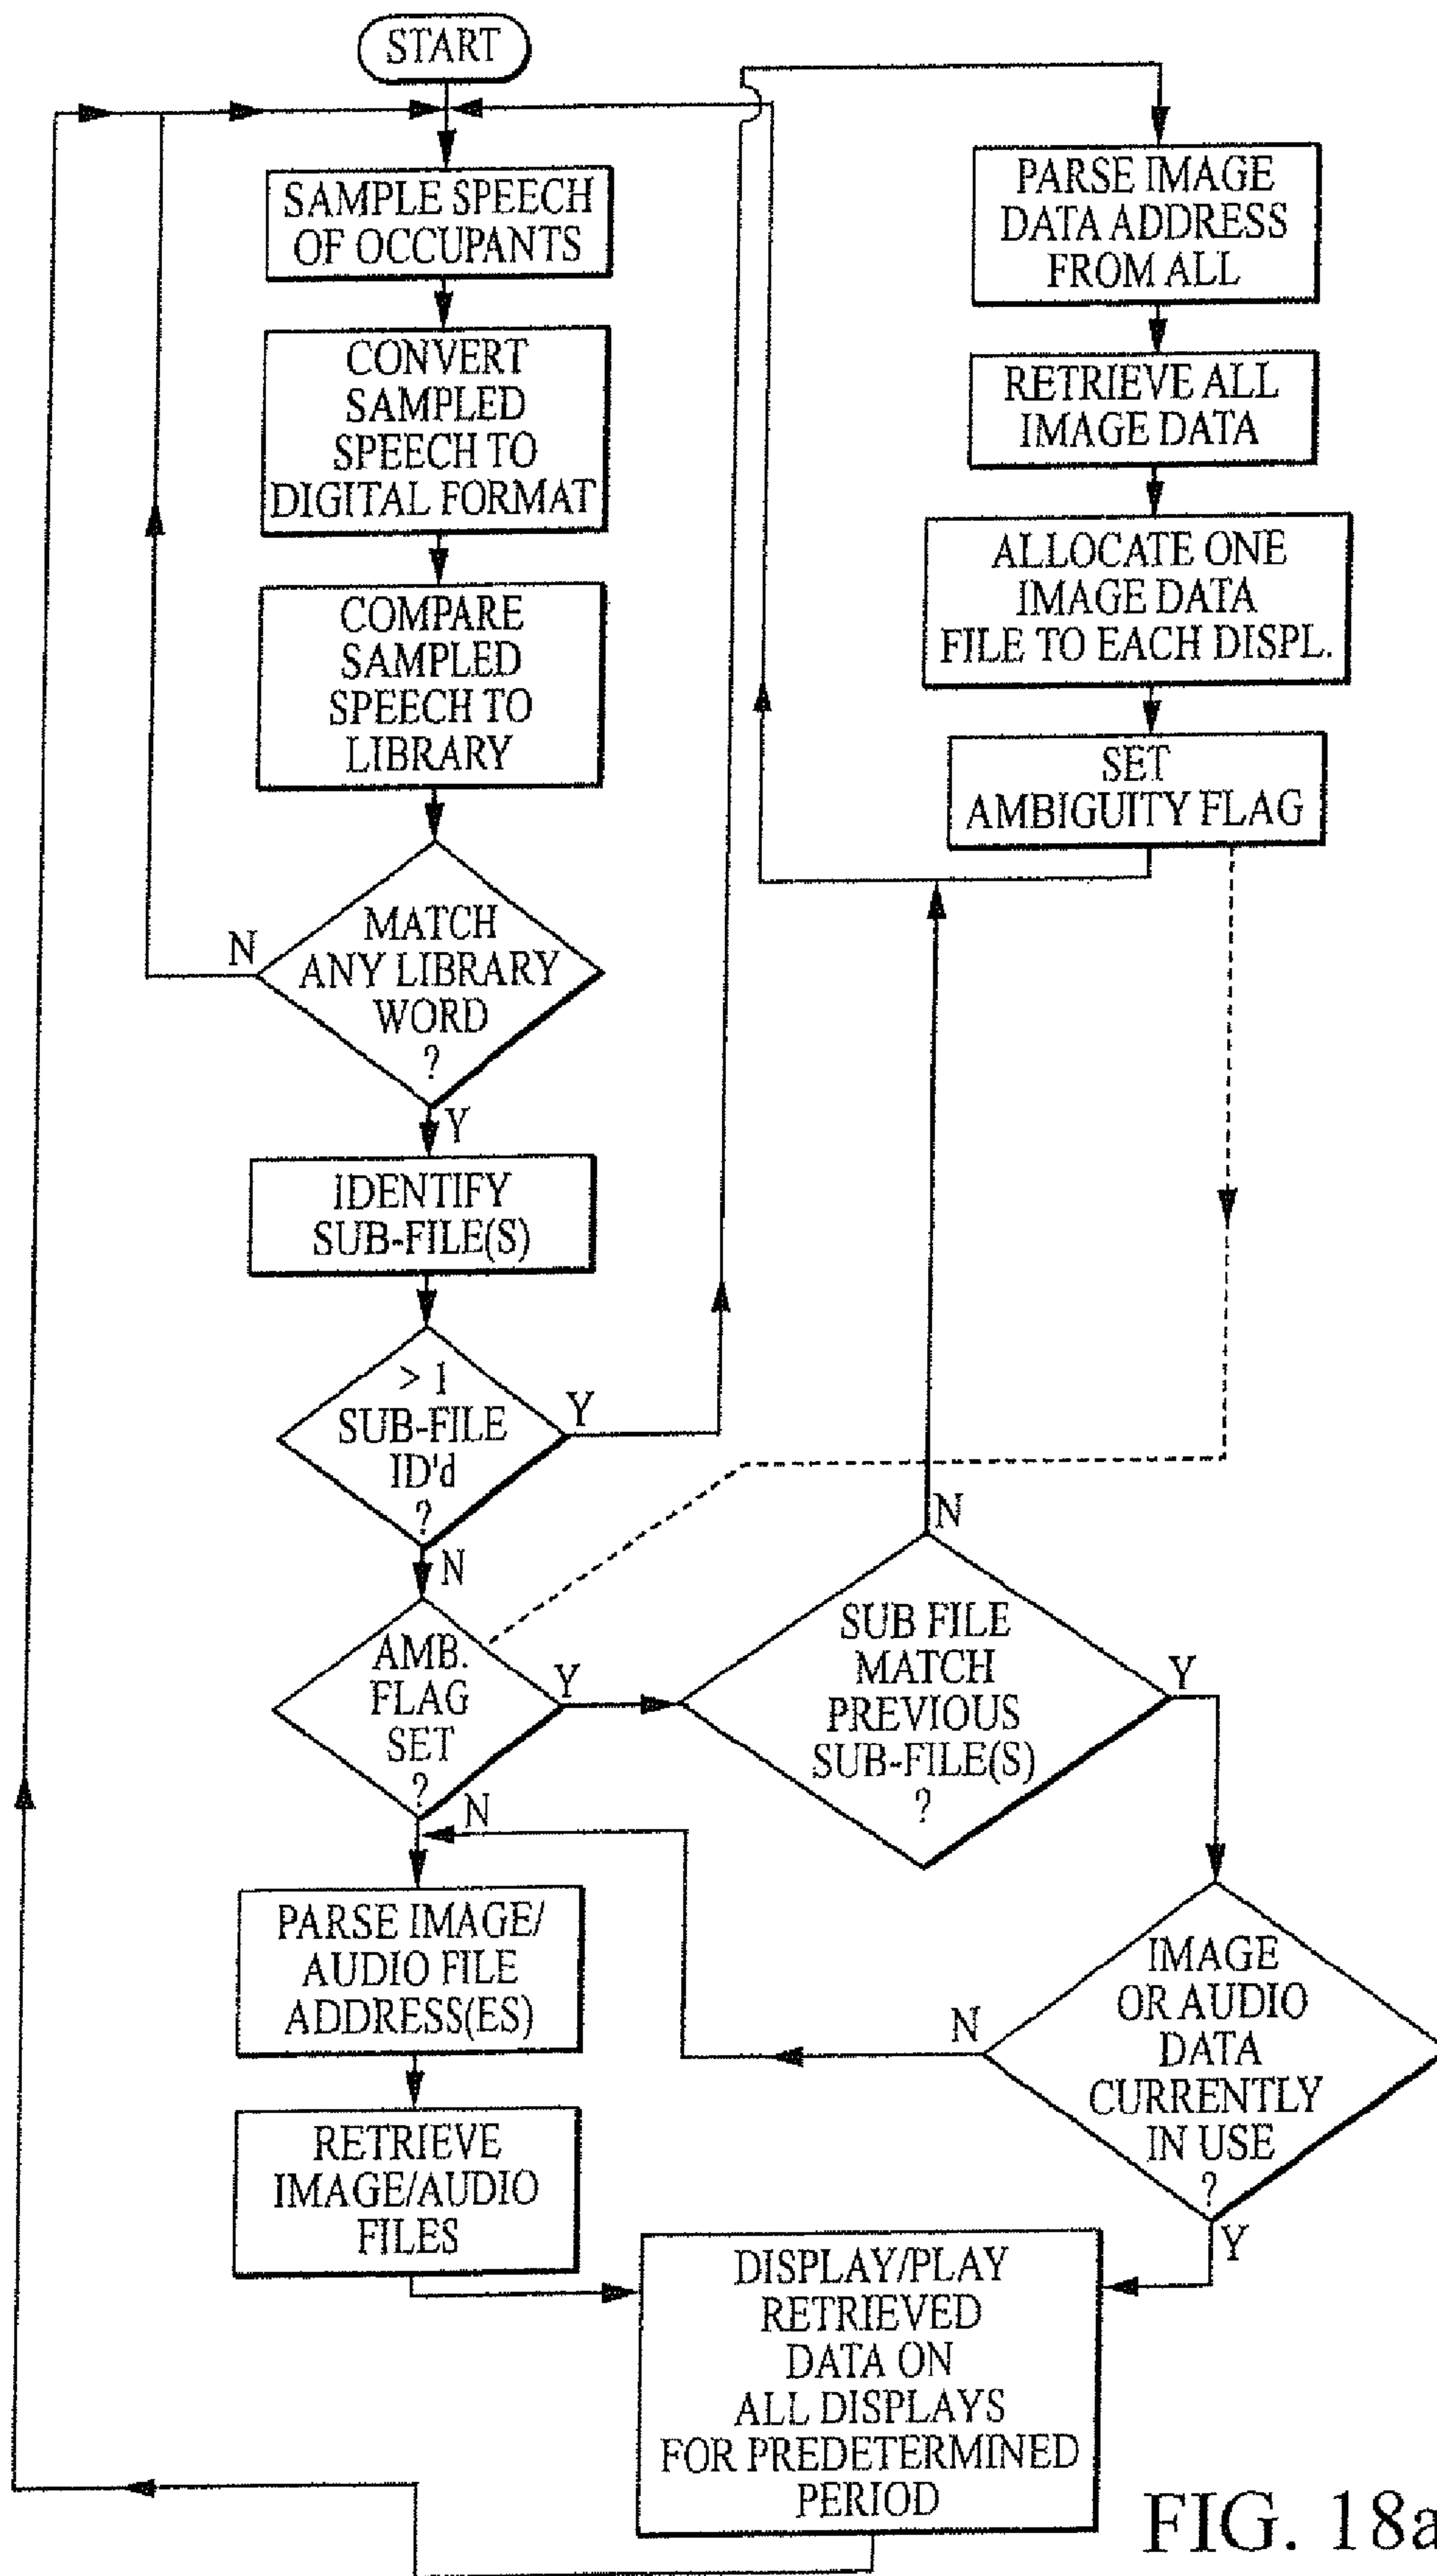 START
SAMPLE SPEECH
OF OCCUPANTS
CONVERT
SAMPLED
SPEECH TO
DIGITAL FORMAT
COMPARE
SAMPLED
SPEECH TO
LIBRARY
MATCH
ANY LIBRARY
WORD
?
N
Y
IDENTIFY
SUB-FILE(S)
> 1
SUB-FILE
ID'd
?
Y
N
AMB.
FLAG
SET
?
Y
N
PARSE IMAGE/
AUDIO FILE
ADDRESS(ES)
RETRIEVE
IMAGE/AUDIO
FILES
PARSE IMAGE
DATA ADDRESS
FROM ALL
RETRIEVE ALL
IMAGE DATA
ALLOCATE ONE
IMAGE DATA
FILE TO EACH DISPL.
SET
AMBIGUITY FLAG
N
SUB FILE
MATCH
PREVIOUS
SUB-FILE(S)
?
Y
IMAGE
OR AUDIO
DATA
CURRENTLY
IN USE
?
N
Y
DISPLAY/PLAY
RETRIEVED
DATA ON
ALL DISPLAYS
FOR PREDETERMINED
PERIOD
FIG. 18a